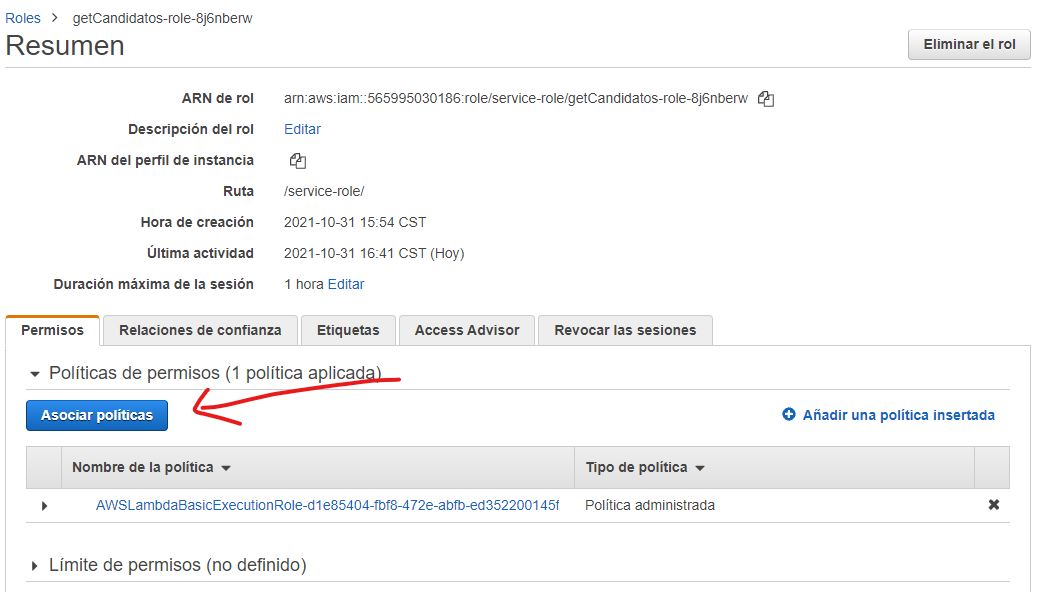 Roles > getCandidatos-role-8j6nberw
Resumen
Eliminar el rol
ARN de rol arn:aws:iam::565995030186:role/service-role/getCandidatos-role-8j6nberw
Descripción del rol Editar
ARN del perfil de instancia
Ruta /service-role/
Hora de creación 2021-10-31 15:54 CST
Última actividad 2021-10-31 16:41 CST (Hoy)
Duración máxima de la sesión 1 hora Editar
Permisos Relaciones de confianza Etiquetas Access Advisor Revocar las sesiones
Políticas de permisos (1 política aplicada)
Asociar políticas Añadir una política insertada
Nombre de la política Tipo de política
AWSLambdaBasicExecutionRole-d1e85404-fbf8-472e-abfb-ed352200145f Política administrada
Límite de permisos (no definido)